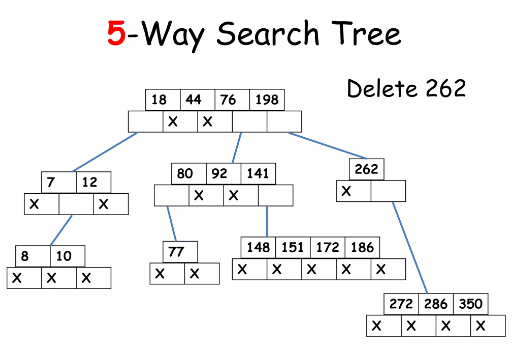 5-Way Search Tree
Delete 262
18 44 76 198
X X
7 12
X X
80 92 141
X X
262
X
8 10
X X X
77
X X
148 151 172 186
X X X X X
272 286 350
X X X X